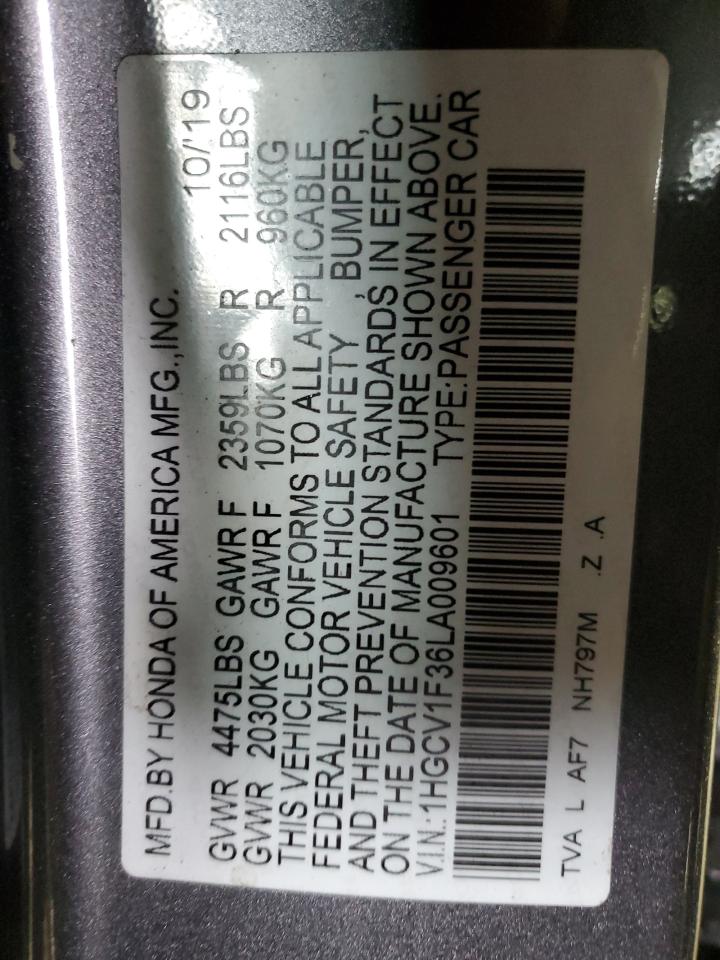 MFD.BY HONDA OF AMERICA MFG.,INC. 10/'19
GVWR 4475LBS GAWR F 2359LBS R 2116LBS
GVWR 2030KG GAWR F 1070KG R 960KG
THIS VEHICLE CONFORMS TO ALL APPLICABLE
FEDERAL MOTOR VEHICLE SAFETY , BUMPER,
AND THEFT PREVENTION STANDARDS IN EFFECT
ON THE DATE OF MANUFACTURE SHOWN ABOVE.
V.I.N.:1HGCV1F36LA009601 TYPE:PASSENGER CAR
TVA L AF7 NH797M .Z .A